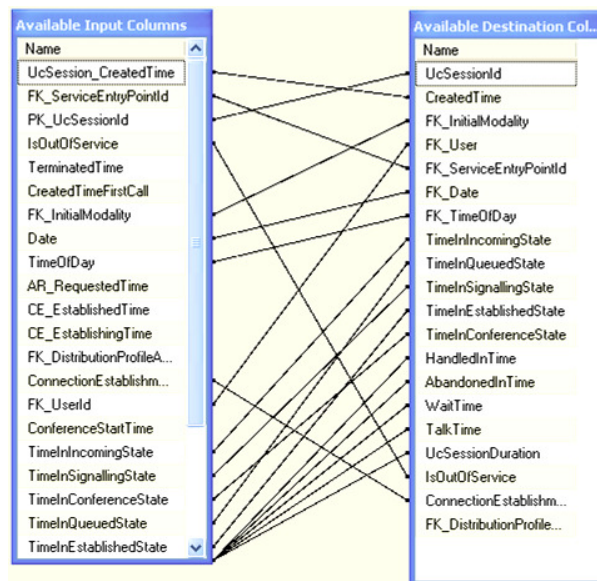 Available Input Columns
Name
UcSession_CreatedTime
FK_ServiceEntryPointId
PK_UcSessionId
IsOutOfService
TerminatedTime
CreatedTimeFirstCall
FK_InitialModality
Date
TimeOfDay
AR_RequestedTime
CE_EstablishedTime
CE_EstablishingTime
FK_DistributionProfileA...
ConnectionEstablishm...
FK_UserId
ConferenceStartTime
TimeInIncomingState
TimeInSignallingState
TimeInConferenceState
TimeInQueuedState
TimeInEstablishedState
Available Destination Col...
Name
UcSessionId
CreatedTime
FK_InitialModality
FK_User
FK_ServiceEntryPointId
FK_Date
FK_TimeOfDay
TimeInIncomingState
TimeInQueuedState
TimeInSignallingState
TimeInEstablishedState
TimeInConferenceState
HandledInTime
AbandonedInTime
WaitTime
TalkTime
UcSessionDuration
IsOutOfService
ConnectionEstablishm...
FK_DistributionProfile...